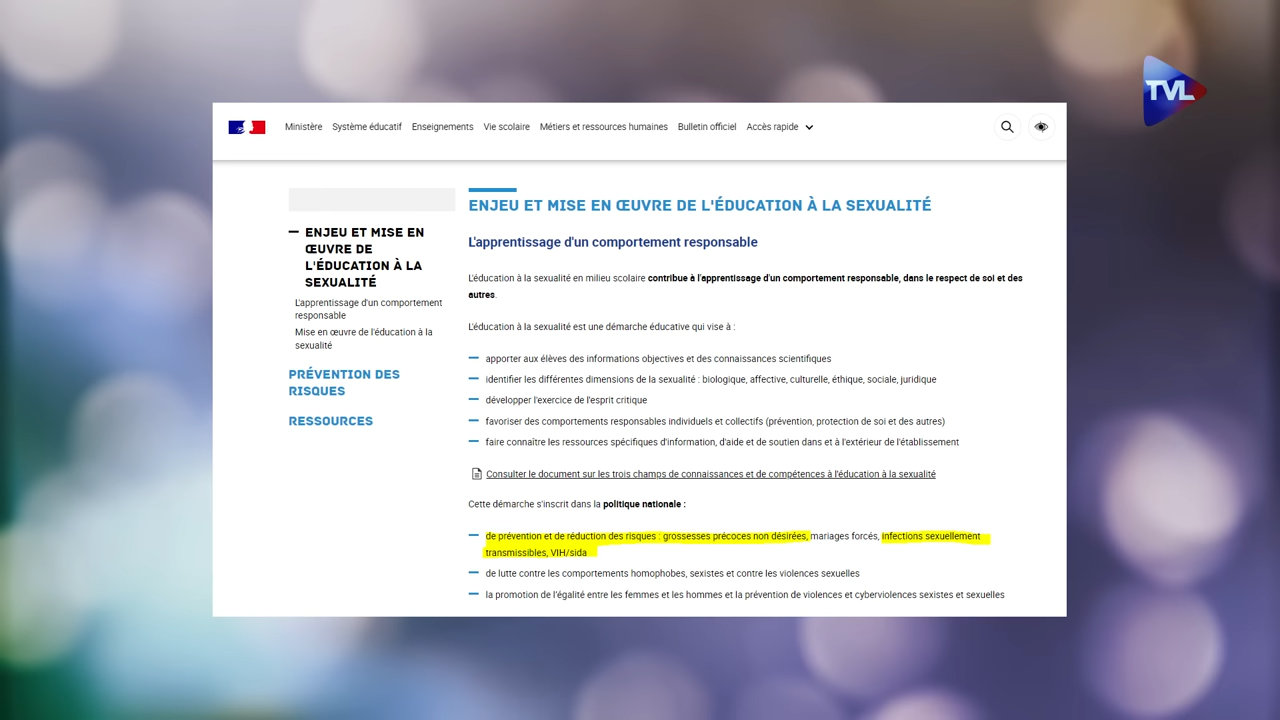 TVL
Ministère Système éducatif Enseignements Vie scolaire Métiers et ressources humaines Bulletin officiel Accès rapide
ENJEU ET MISE EN ŒUVRE DE L'ÉDUCATION À LA SEXUALITÉ
L'apprentissage d'un comportement responsable
Mise en œuvre de l'éducation à la sexualité
PRÉVENTION DES RISQUES
RESSOURCES
ENJEU ET MISE EN ŒUVRE DE L'ÉDUCATION À LA SEXUALITÉ
L'apprentissage d'un comportement responsable
L'éducation à la sexualité en milieu scolaire contribue à l'apprentissage d'un comportement responsable, dans le respect de soi et des
autres.
L'éducation à la sexualité est une démarche éducative qui vise à :
apporter aux élèves des informations objectives et des connaissances scientifiques
identifier les différentes dimensions de la sexualité : biologique, affective, culturelle, éthique, sociale, juridique
développer l'exercice de l'esprit critique
favoriser des comportements responsables individuels et collectifs (prévention, protection de soi et des autres)
faire connaître les ressources spécifiques d'information, d'aide et de soutien dans et à l'extérieur de l'établissement
Consulter le document sur les trois champs de connaissances et de compétences à l'éducation à la sexualité
Cette démarche s'inscrit dans la politique nationale :
de prévention et de réduction des risques : grossesses précoces non désirées, mariages forcés, infections sexuellement
transmissibles, VIH/sida
de lutte contre les comportements homophobes, sexistes et contre les violences sexuelles
la promotion de l'égalité entre les femmes et les hommes et la prévention de violences et cyberviolences sexistes et sexuelles